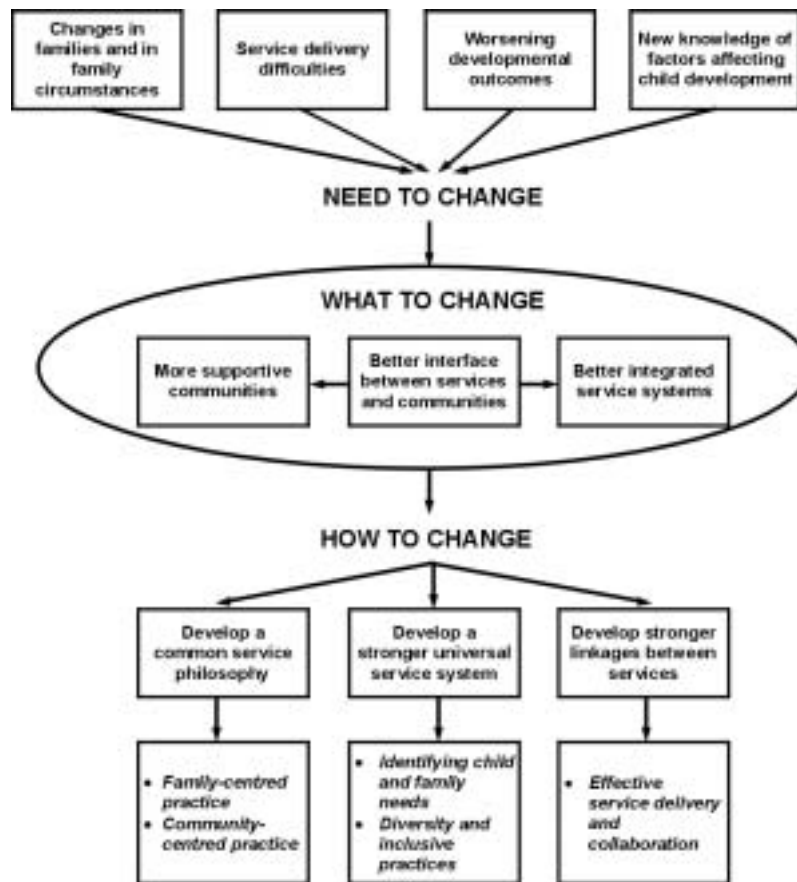 Changes in
families and in
family
circumstances
Service delivery
difficulties
Worsening
developmental
outcomes
New knowledge of
factors affecting
child development
NEED TO CHANGE
WHAT TO CHANGE
More supportive
communities
Better interface
between services
and communities
Better integrated
service systems
HOW TO CHANGE
Develop a
common service
philosophy
Develop a
stronger universal
service system
Develop stronger
linkages between
services
• Family-centred
practice
• Community-
centred practice
• Identifying child
and family
needs
• Diversity and
inclusive
practices
• Effective
service delivery
and
collaboration